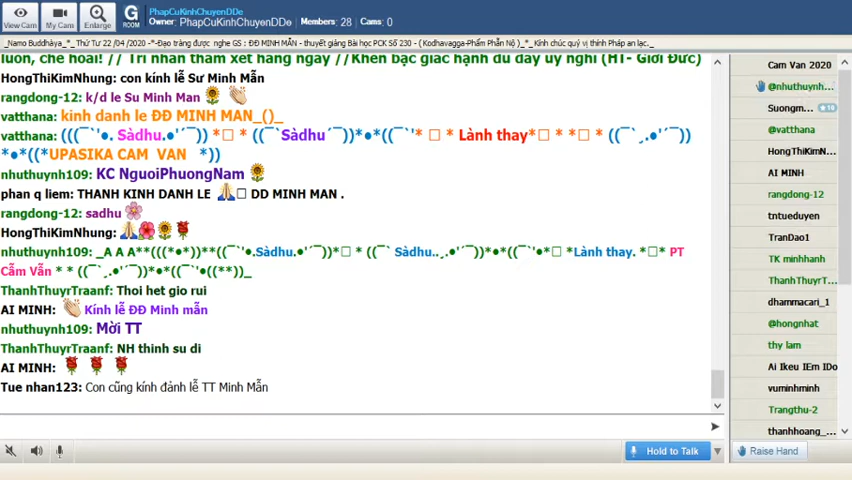 View Cam
My Cam
Enlarge
G
ROOM
PhapCuKinhChuyenDDe
Owner: PhapCuKinhChuyenDDe Members: 28 Cams: 0
_Namo Buddhàya_*_ Thứ Tư 22 /04 /2020 -*-Đạo tràng được nghe GS : ĐĐ MINH MẪN - thuyết giảng Bài học PCK Số 230 - ( Kodhavagga-Phẩm Phẫn Nộ )_*_Kính chúc quý vị thính Pháp an lạc._
luôn, chê hoài! // Trí nhân thẩm xét hằng ngày //Khen bậc giác hạnh đủ đầy uy nghi (HT- Giới Đức)
HongThiKimNhung: con kính lễ Sư Minh Mẫn
rangdong-12: k/d le Su Minh Man
vatthana: kinh danh le ĐĐ MINH MAN_()_
vatthana: (((¯`'•. Sàdhu.•'´¯)) *□ * ((¯`Sàdhu´¯))•*•((¯`'* □ * Lành thay*□ * *□ * ((¯`¸.•'´¯))
*•*((*UPASIKA CAM VAN *))
nhuthuynh109: KC NguoiPhuongNam
phan q liem: THANH KINH DANH LE □ DD MINH MAN .
rangdong-12: sadhu
HongThiKimNhung:
nhuthuynh109: _A A A**(((*•*))**((¯`'•.Sàdhu.•'´¯))*□ * ((¯` Sàdhu..¸.•'´¯))*•*((¯`'•*□ *Lành thay. *□* PT
Cẩm Vân * * ((¯`¸.•'´¯))*•*((¯`'•((**))_
ThanhThuyrTraanf: Thoi het gio rui
AI MINH: Kính lễ ĐĐ Minh mẫn
nhuthuynh109: Mời TT
ThanhThuyrTraanf: NH thinh su di
AI MINH:
Tue nhan123: Con cũng kính đảnh lễ TT Minh Mẫn
Hold to Talk
Cam Van 2020
@nhuthuynh...
Suongm... 16
@vatthana
HongThiKimN...
AI MINH
rangdong-12
tntueduyen
TranDao1
TK minhhanh
ThanhThuyrT...
dhammacari_1
@hongnhat
thy lam
Ai Ikeu IEm IDo
vuminhminh
Trangthu-2
thanhhoang_...
Raise Hand